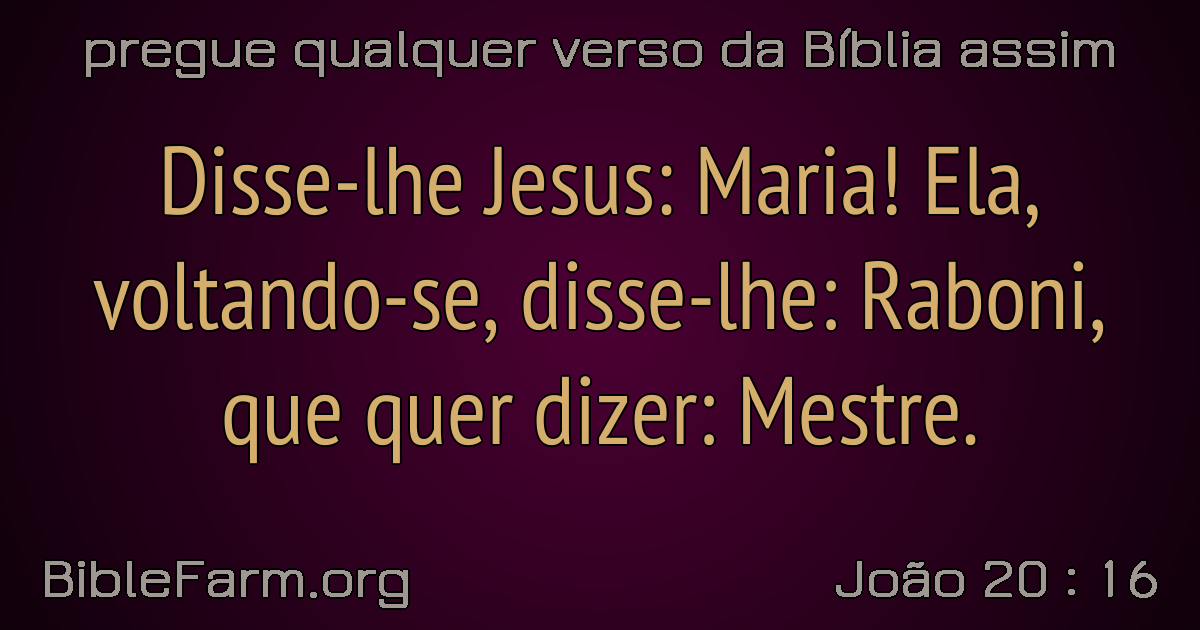 pregue qualquer verso da Bíblia assim
Disse-lhe Jesus: Maria! Ela,
voltando-se, disse-lhe: Raboni,
que quer dizer: Mestre.
BibleFarm.org
João 20 : 16